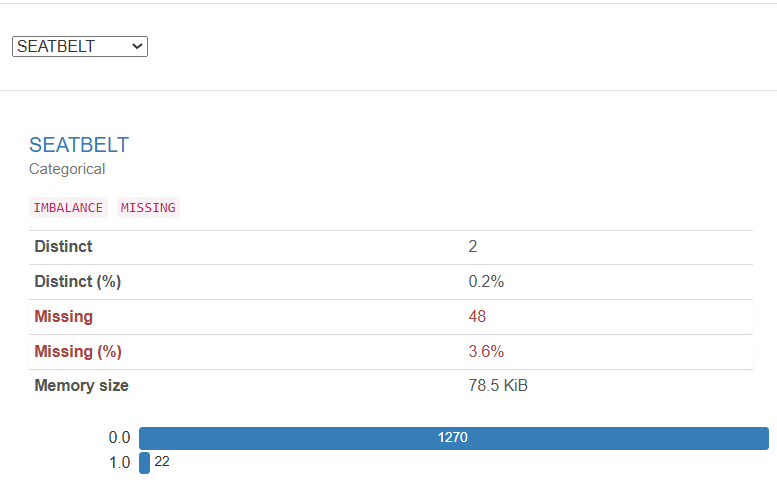 SEATBELT
SEATBELT
Categorical
IMBALANCE MISSING
Distinct 2
Distinct (%) 0.2%
Missing 48
Missing (%) 3.6%
Memory size 78.5 KiB
0.0 1270
1.0 22